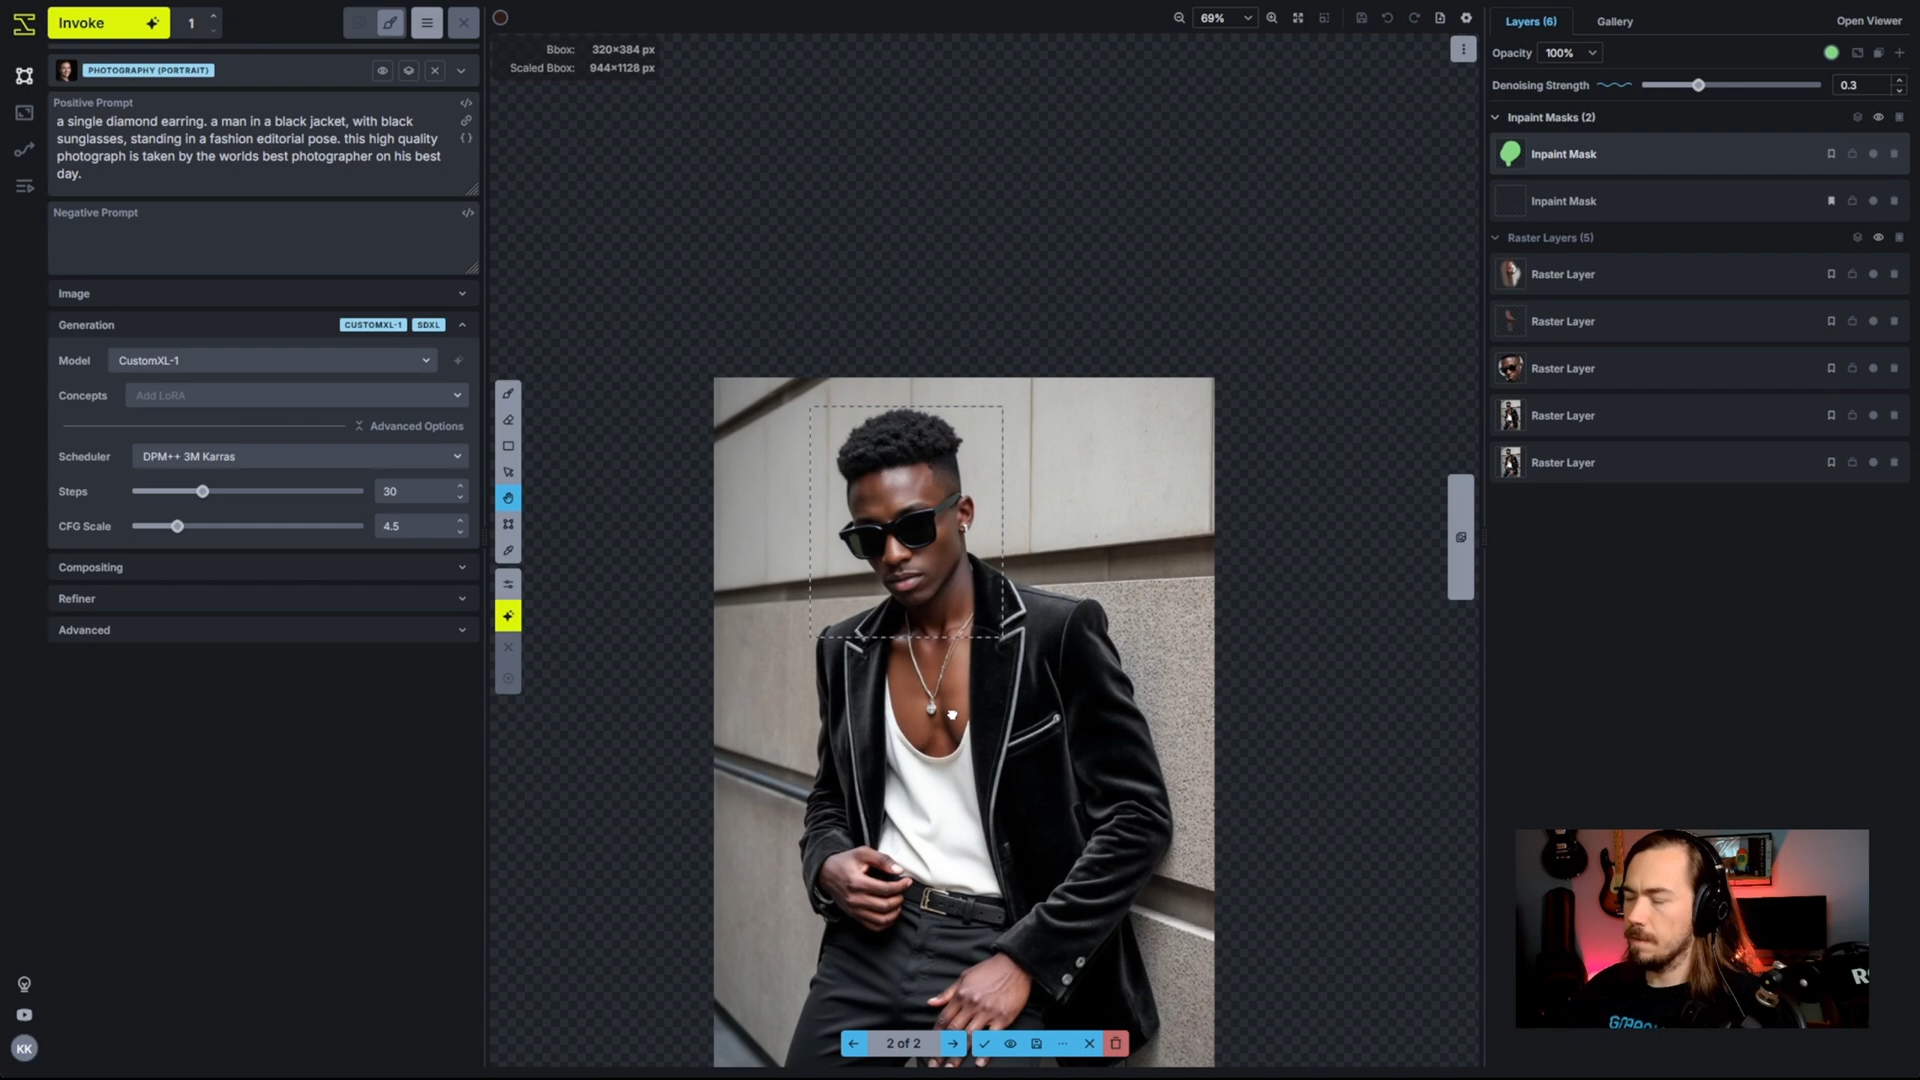 Invoke
1
69%
Layers (6)
Gallery
Open Viewer
Bbox: 320×384 px
Scaled Bbox: 944×1128 px
Opacity 100%
PHOTOGRAPHY (PORTRAIT)
Denoising Strength 0.3
Positive Prompt
a single diamond earring. a man in a black jacket, with black
sunglasses, standing in a fashion editorial pose. this high quality
photograph is taken by the worlds best photographer on his best
day.
Inpaint Masks (2)
Inpaint Mask
Inpaint Mask
Negative Prompt
Raster Layers (5)
Raster Layer
Raster Layer
Raster Layer
Raster Layer
Raster Layer
Image
Generation CUSTOMXL-1 SDXL
Model CustomXL-1
Concepts Add LoRA
Advanced Options
Scheduler DPM++ 3M Karras
Steps 30
CFG Scale 4.5
Compositing
Refiner
Advanced
KK
2 of 2